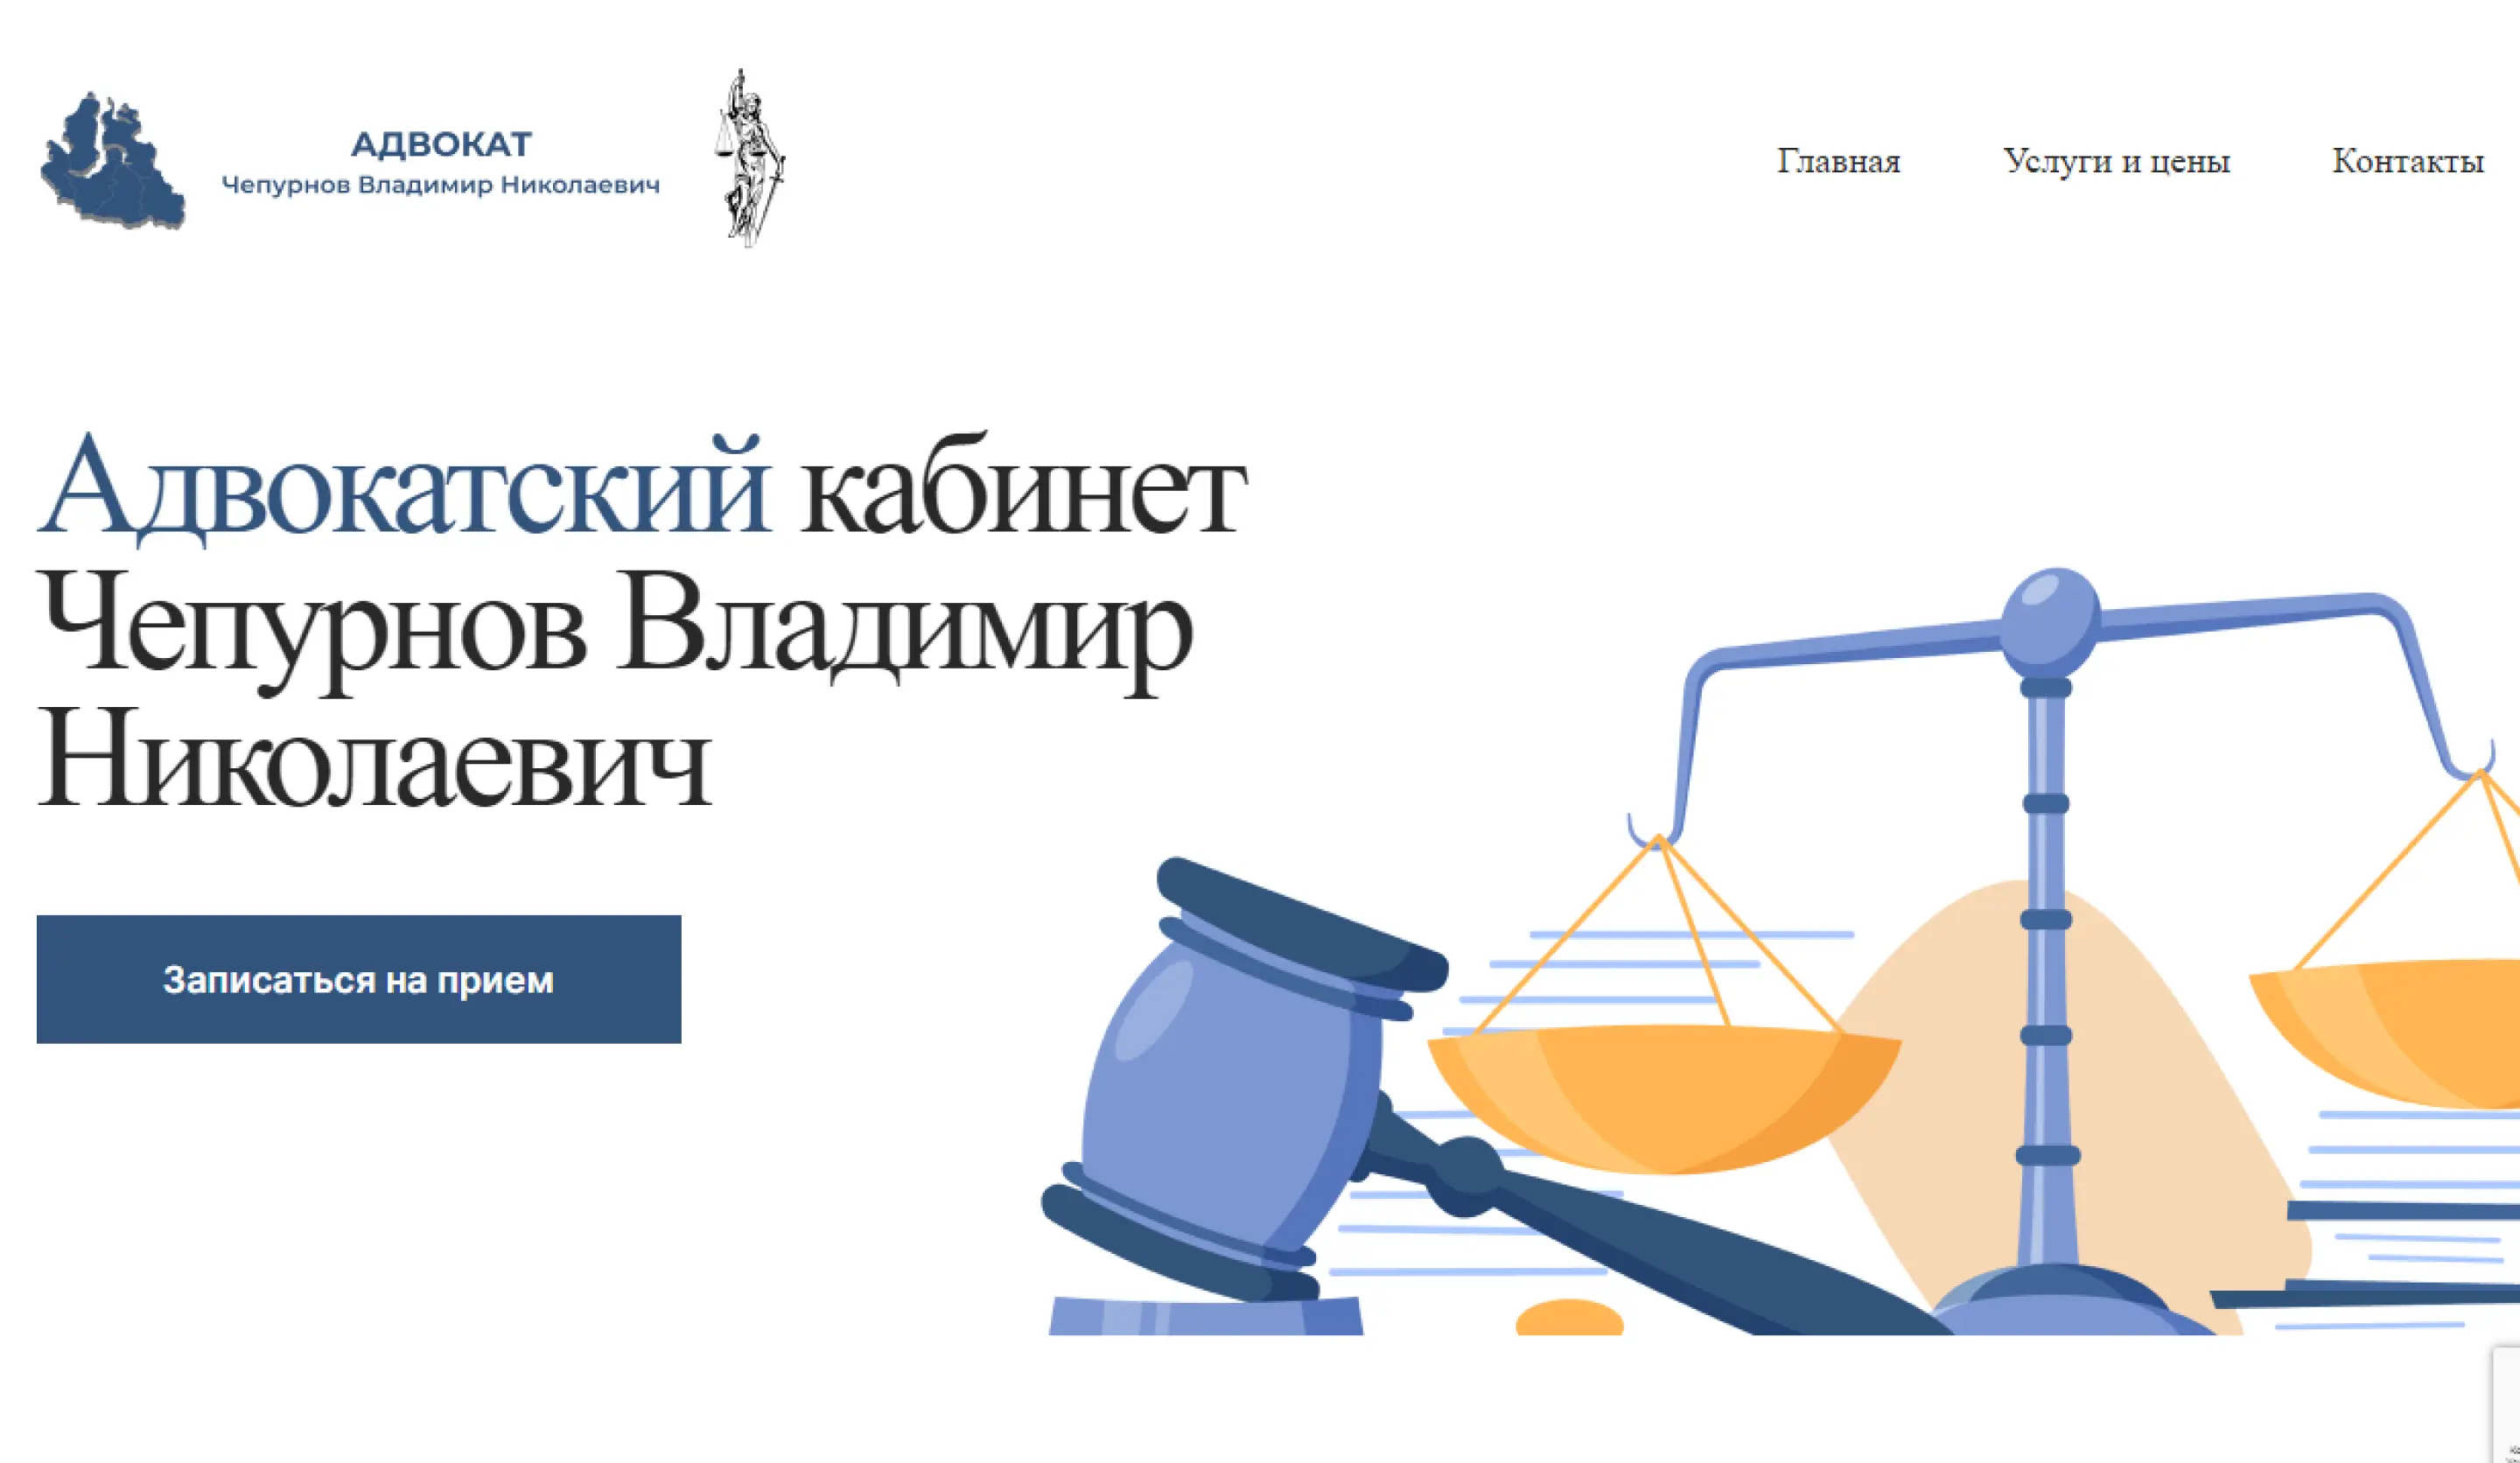 АДВОКАТ
Чепурнов Владимир Николаевич
Главная Услуги и цены Контакты
Адвокатский кабинет
Чепурнов Владимир
Николаевич
Записаться на прием